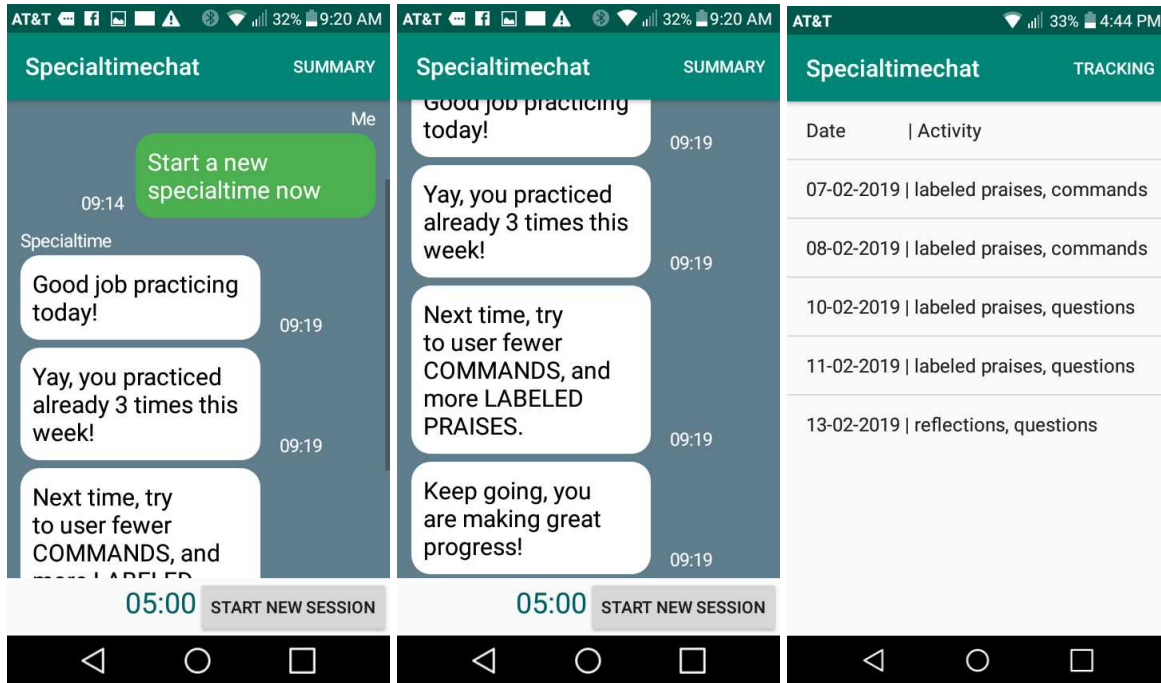 AT&T 32% 9:20 AM
Specialtimechat SUMMARY
Me
Start a new
specialtime now
09:14
Specialtime
Good job practicing
today!
09:19
Yay, you practiced
already 3 times this
week!
09:19
Next time, try
to user fewer
COMMANDS, and
more LABELED
05:00 START NEW SESSION
AT&T 32% 9:20 AM
Specialtimechat SUMMARY
Good job practicing
today!
09:19
Yay, you practiced
already 3 times this
week!
09:19
Next time, try
to user fewer
COMMANDS, and
more LABELED
PRAISES.
09:19
Keep going, you
are making great
progress!
09:19
05:00 START NEW SESSION
AT&T 33% 4:44 PM
Specialtimechat TRACKING
Date | Activity
07-02-2019 | labeled praises, commands
08-02-2019 | labeled praises, commands
10-02-2019 | labeled praises, questions
11-02-2019 | labeled praises, questions
13-02-2019 | reflections, questions